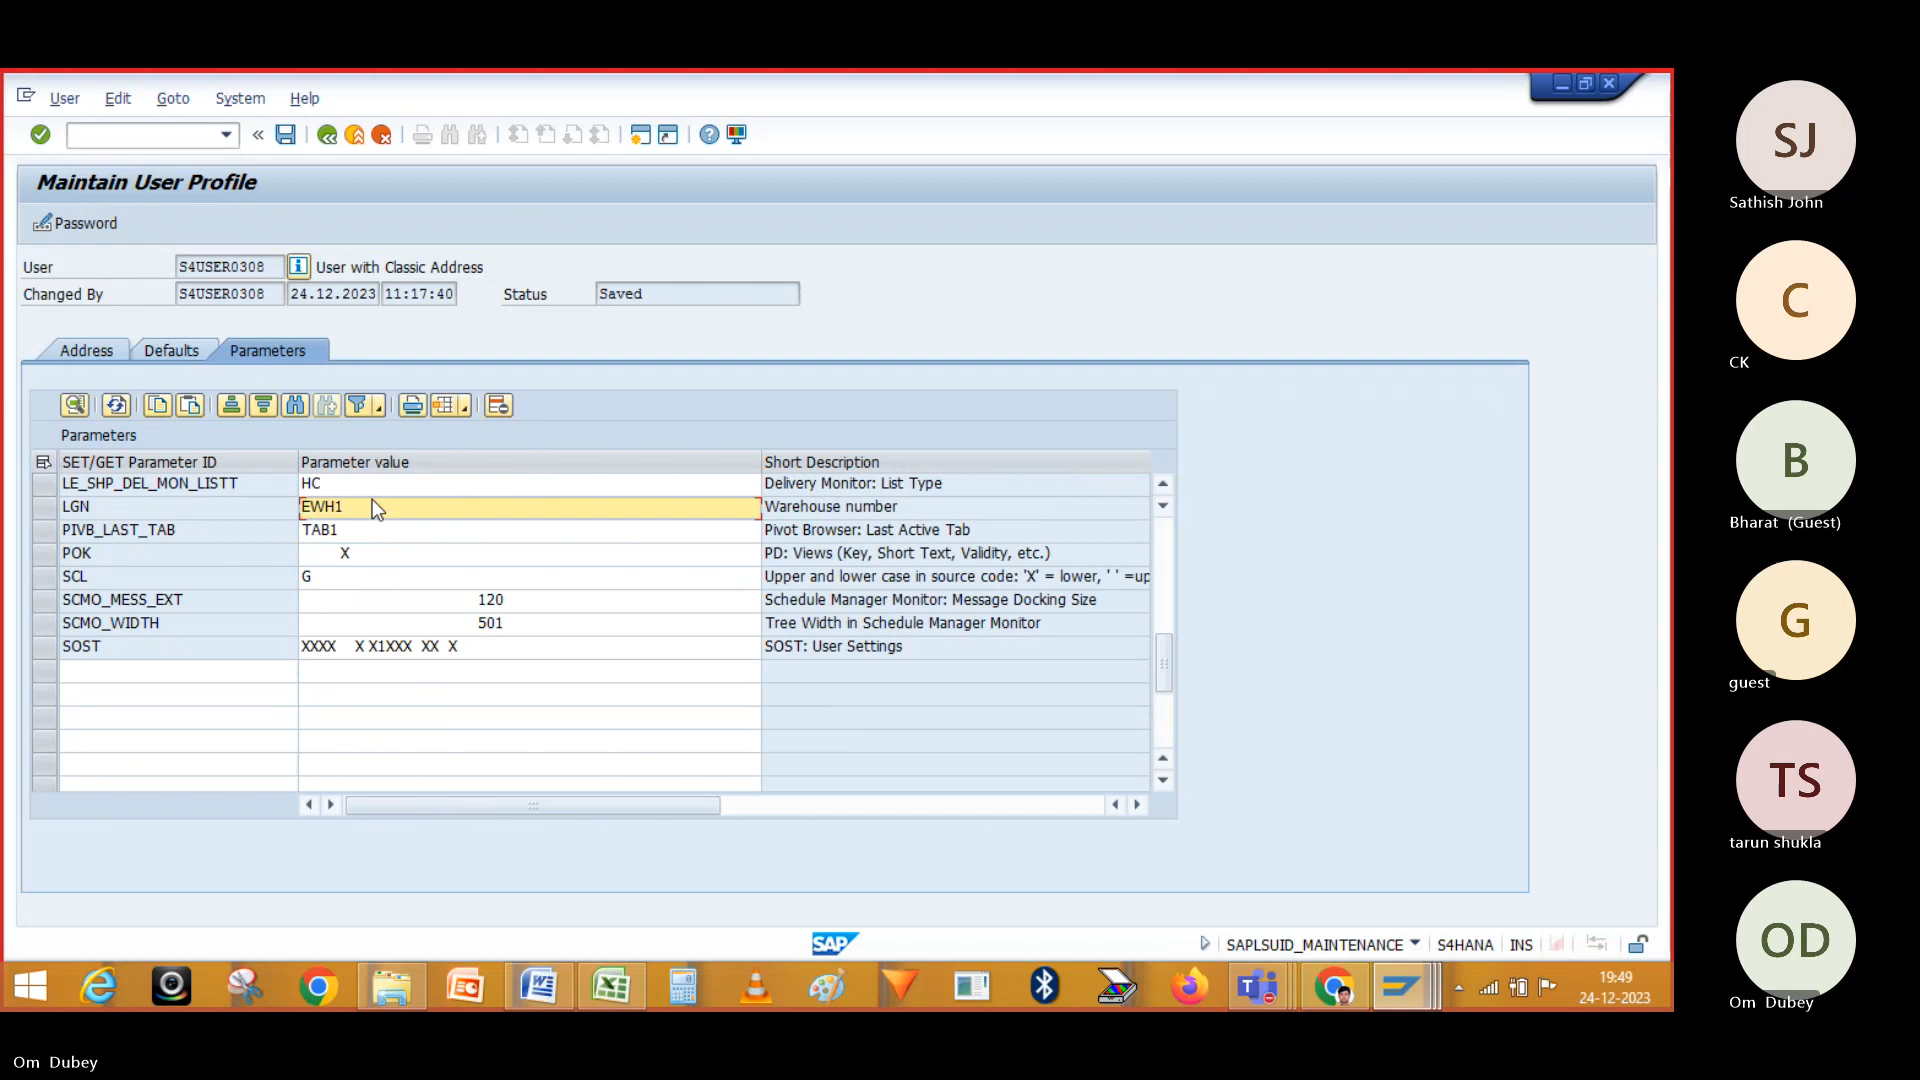 User Edit Goto System Help
Maintain User Profile
Password
User S4USER0308 User with Classic Address
Changed By S4USER0308 24.12.2023 11:17:40 Status Saved
Address Defaults Parameters
Parameters
SET/GET Parameter ID Parameter value Short Description
LE_SHP_DEL_MON_LISTT HC Delivery Monitor: List Type
LGN EWH1 Warehouse number
PIVB_LAST_TAB TAB1 Pivot Browser: Last Active Tab
POK X PD: Views (Key, Short Text, Validity, etc.)
SCL G Upper and lower case in source code: 'X' = lower, ' ' =up
SCMO_MESS_EXT 120 Schedule Manager Monitor: Message Docking Size
SCMO_WIDTH 501 Tree Width in Schedule Manager Monitor
SOST XXXX X X1XXX XX X SOST: User Settings
SAP SAPLSUID_MAINTENANCE S4HANA INS
19:49
24-12-2023
SJ
Sathish John
C
CK
B
Bharat (Guest)
G
guest
TS
tarun shukla
OD
Om Dubey
Om Dubey